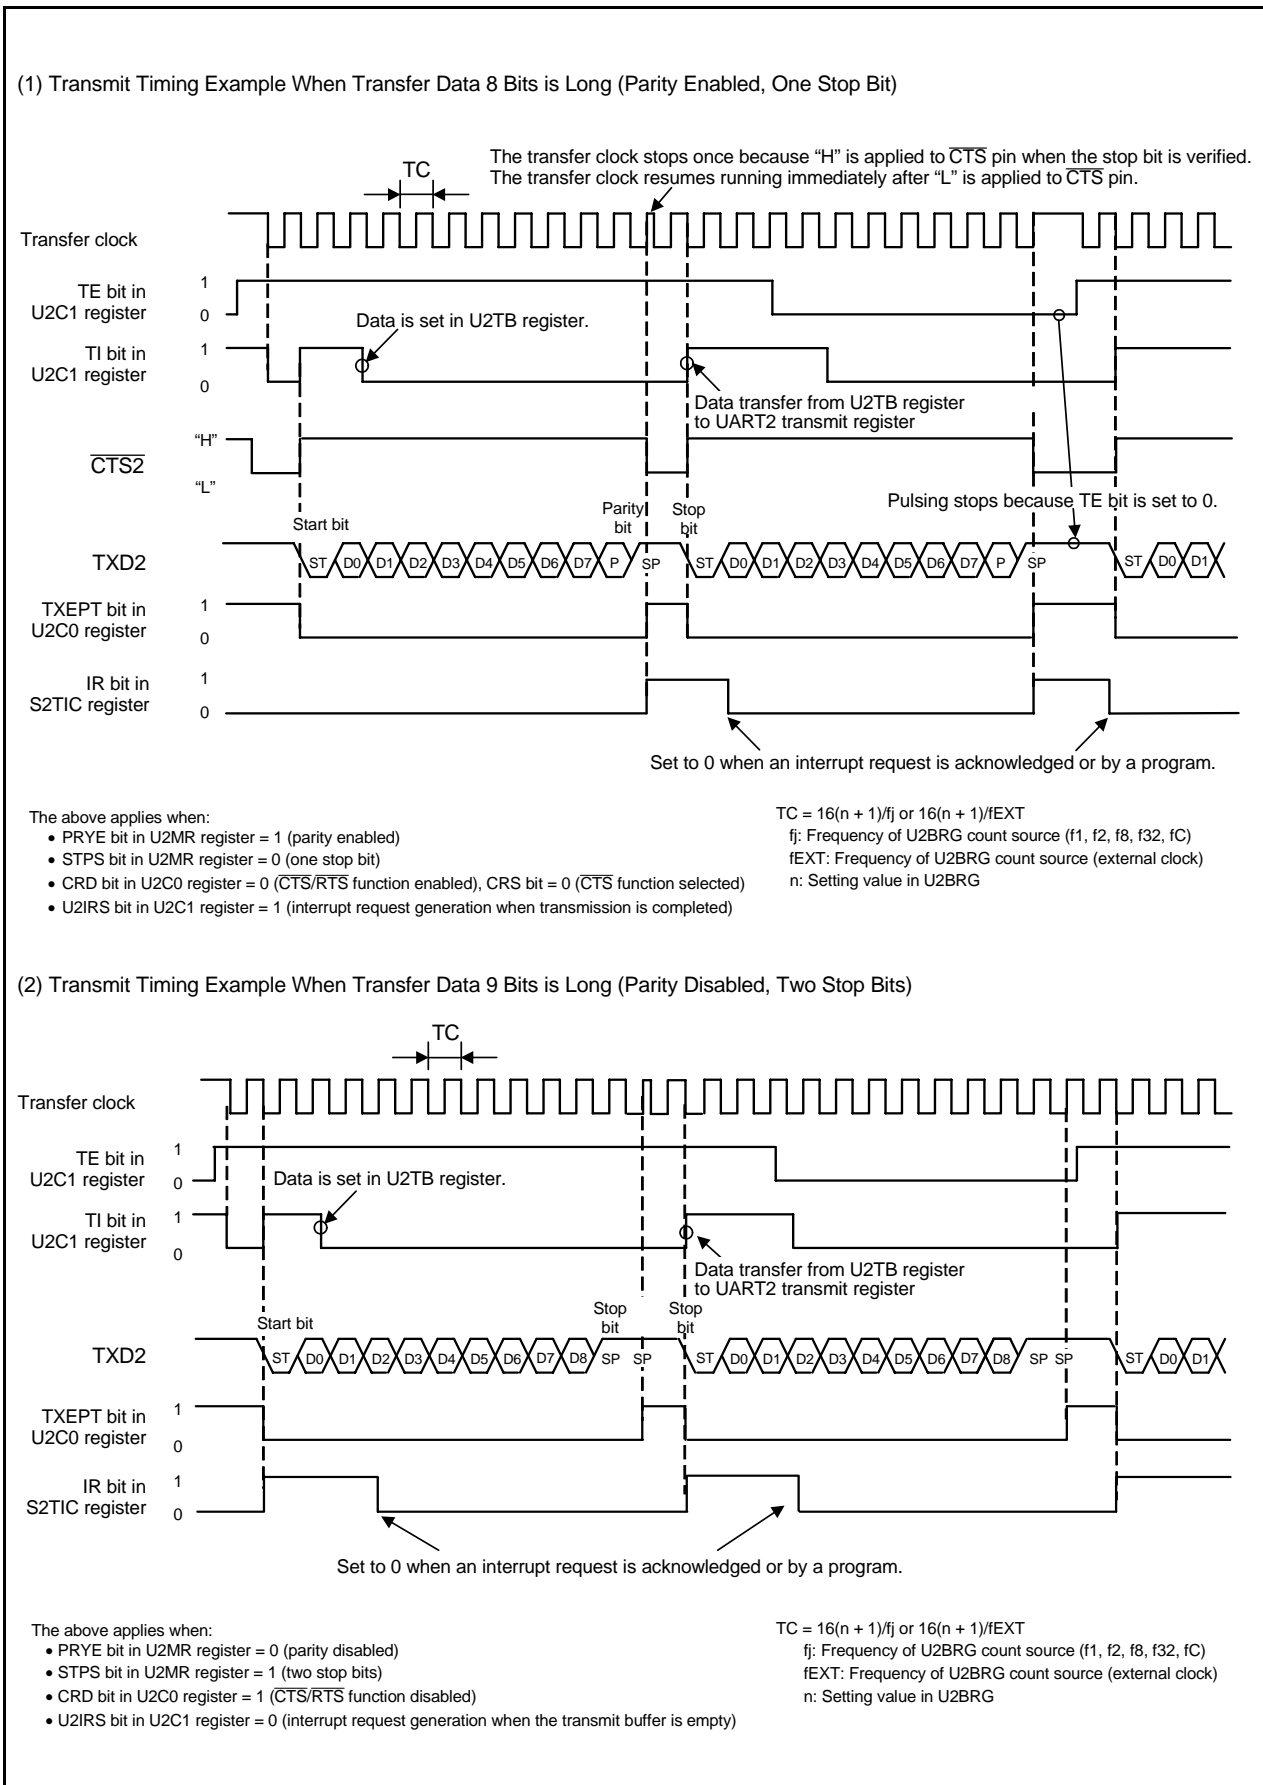 (1) Transmit Timing Example When Transfer Data 8 Bits is Long (Parity Enabled, One Stop Bit)
The transfer clock stops once because “H” is applied to CTS pin when the stop bit is verified.
The transfer clock resumes running immediately after “L” is applied to CTS pin.
TC
Transfer clock
TE bit in
U2C1 register
1
0
Data is set in U2TB register.
TI bit in
U2C1 register
1
0
Data transfer from U2TB register
to UART2 transmit register
CTS2
“H”
“L”
Pulsing stops because TE bit is set to 0.
Start bit
Parity
bit
Stop
bit
TXD2
ST D0 D1 D2 D3 D4 D5 D6 D7 P SP ST D0 D1 D2 D3 D4 D5 D6 D7 P SP ST D0 D1
TXEPT bit in
U2C0 register
1
0
IR bit in
S2TIC register
1
0
Set to 0 when an interrupt request is acknowledged or by a program.
The above applies when:
• PRYE bit in U2MR register = 1 (parity enabled)
• STPS bit in U2MR register = 0 (one stop bit)
• CRD bit in U2C0 register = 0 (CTS/RTS function enabled), CRS bit = 0 (CTS function selected)
• U2IRS bit in U2C1 register = 1 (interrupt request generation when transmission is completed)
TC = 16(n + 1)/fj or 16(n + 1)/fEXT
fj: Frequency of U2BRG count source (f1, f2, f8, f32, fC)
fEXT: Frequency of U2BRG count source (external clock)
n: Setting value in U2BRG
(2) Transmit Timing Example When Transfer Data 9 Bits is Long (Parity Disabled, Two Stop Bits)
TC
Transfer clock
TE bit in
U2C1 register
1
0
Data is set in U2TB register.
TI bit in
U2C1 register
1
0
Data transfer from U2TB register
to UART2 transmit register
Start bit
Stop
bit
Stop
bit
TXD2
ST D0 D1 D2 D3 D4 D5 D6 D7 D8 SP SP ST D0 D1 D2 D3 D4 D5 D6 D7 D8 SP SP ST D0 D1
TXEPT bit in
U2C0 register
1
0
IR bit in
S2TIC register
1
0
Set to 0 when an interrupt request is acknowledged or by a program.
The above applies when:
• PRYE bit in U2MR register = 0 (parity disabled)
• STPS bit in U2MR register = 1 (two stop bits)
• CRD bit in U2C0 register = 1 (CTS/RTS function disabled)
• U2IRS bit in U2C1 register = 0 (interrupt request generation when the transmit buffer is empty)
TC = 16(n + 1)/fj or 16(n + 1)/fEXT
fj: Frequency of U2BRG count source (f1, f2, f8, f32, fC)
fEXT: Frequency of U2BRG count source (external clock)
n: Setting value in U2BRG